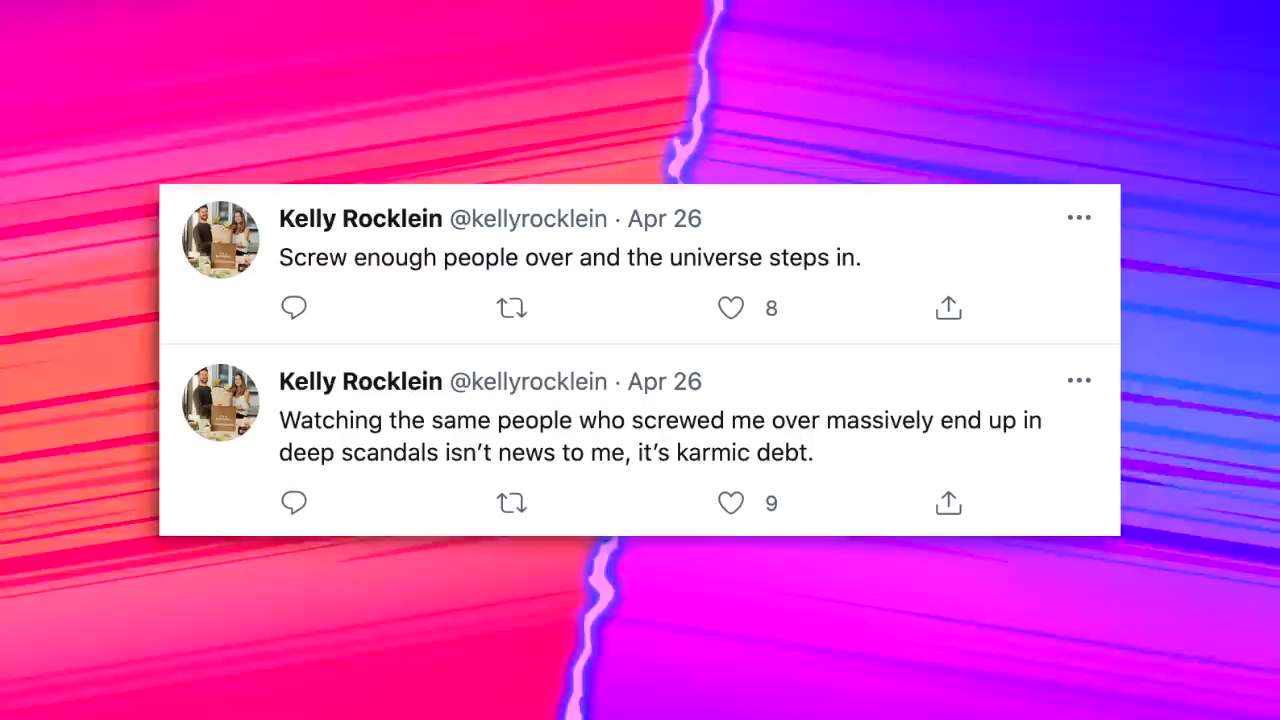 Kelly Rocklein @kellyrocklein · Apr 26
Screw enough people over and the universe steps in.
8
Kelly Rocklein @kellyrocklein · Apr 26
Watching the same people who screwed me over massively end up in
deep scandals isn’t news to me, it’s karmic debt.
9